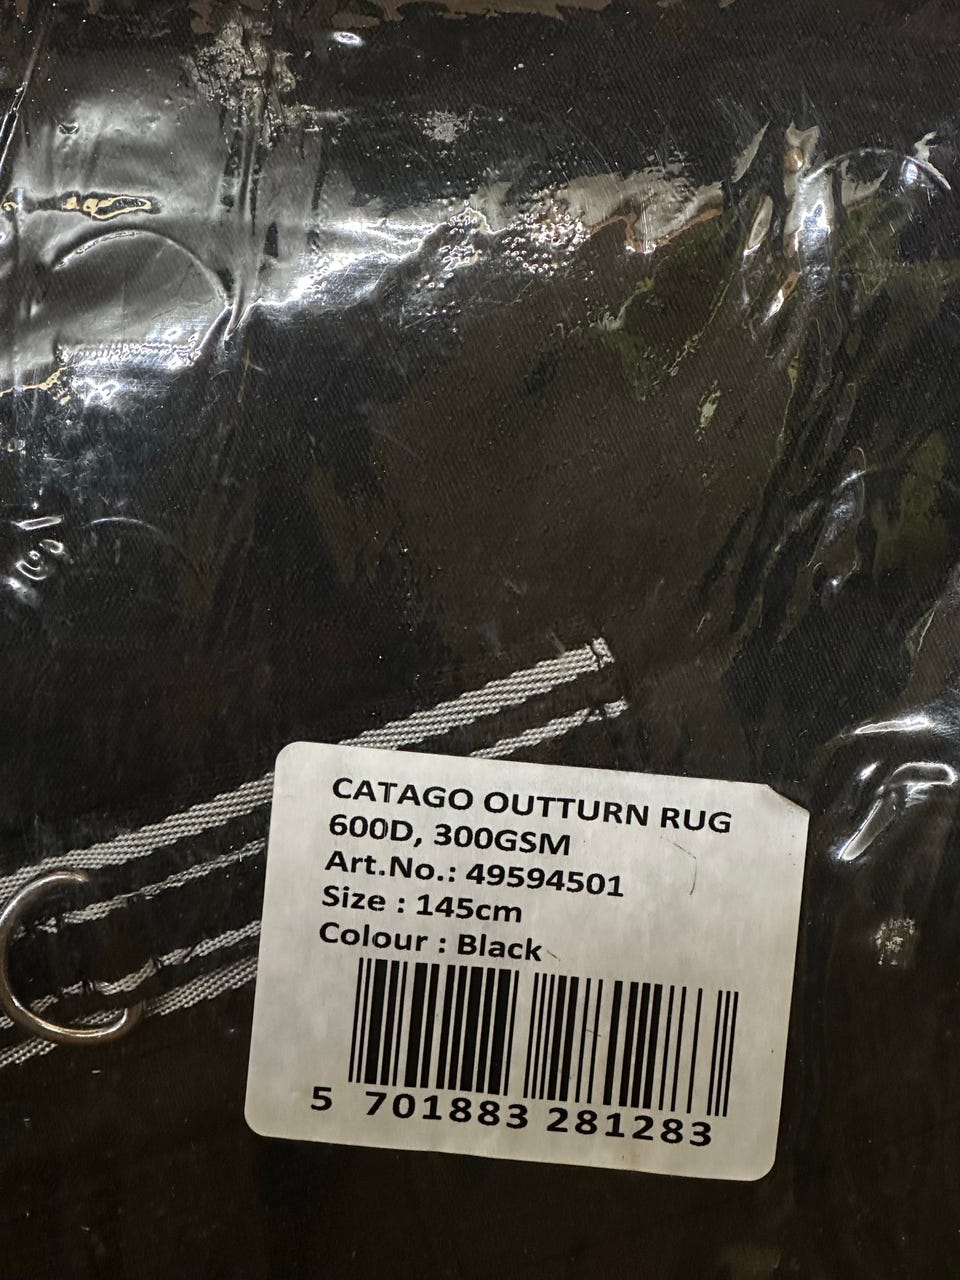 CATAGO OUTTURN RUG
600D, 300GSM
Art.No.: 49594501
Size : 145cm
Colour : Black
5 701883 281283